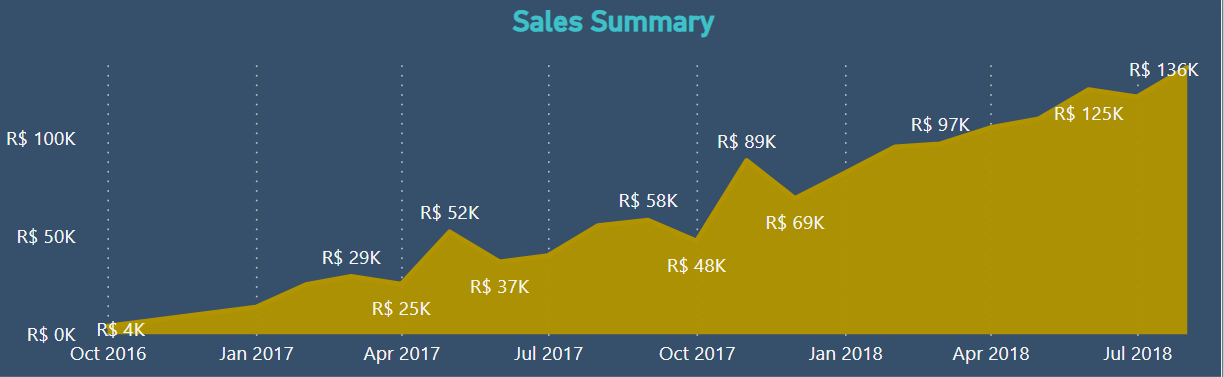 Sales Summary
R$ 136K
R$ 125K
R$ 100K
R$ 97K
R$ 89K
R$ 69K
R$ 58K
R$ 52K
R$ 50K
R$ 48K
R$ 37K
R$ 29K
R$ 25K
R$ 0K
R$ 4K
Oct 2016 Jan 2017 Apr 2017 Jul 2017 Oct 2017 Jan 2018 Apr 2018 Jul 2018